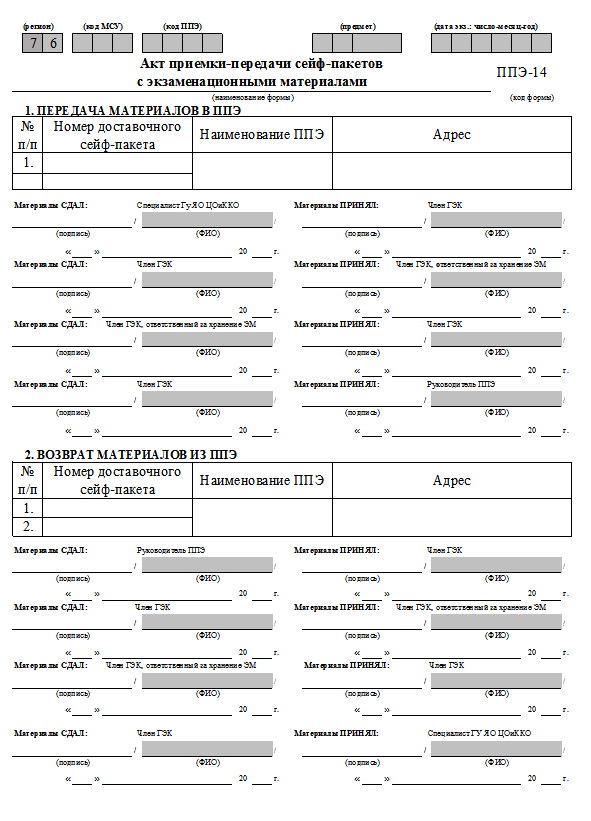 (регион) (код МСУ) (код ППЭ) (предмет) (дата экз.: число-месяц-год)
7 6
Акт приемки-передачи сейф-пакетов
с экзаменационными материалами ППЭ-14
(наименование формы) (код формы)
1. ПЕРЕДАЧА МАТЕРИАЛОВ В ППЭ
№ п/п Номер доставочного сейф-пакета Наименование ППЭ Адрес
1.
Материалы СДАЛ: Специалист Гу ЯО ЦОиККО Материалы ПРИНЯЛ: Член ГЭК
/ / / /
(подпись) (ФИО) (подпись) (ФИО)
« » 20 г. « » 20 г.
Материалы СДАЛ: Член ГЭК Материалы ПРИНЯЛ: Член ГЭК, ответственный за хранение ЭМ
/ / / /
(подпись) (ФИО) (подпись) (ФИО)
« » 20 г. « » 20 г.
Материалы СДАЛ: Член ГЭК, ответственный за хранение ЭМ Материалы ПРИНЯЛ: Член ГЭК
/ / / /
(подпись) (ФИО) (подпись) (ФИО)
« » 20 г. « » 20 г.
Материалы СДАЛ: Член ГЭК Материалы ПРИНЯЛ: Руководитель ППЭ
/ / / /
(подпись) (ФИО) (подпись) (ФИО)
« » 20 г. « » 20 г.
2. ВОЗВРАТ МАТЕРИАЛОВ ИЗ ППЭ
№ п/п Номер доставочного сейф-пакета Наименование ППЭ Адрес
1.
2.
Материалы СДАЛ: Руководитель ППЭ Материалы ПРИНЯЛ: Член ГЭК
/ / / /
(подпись) (ФИО) (подпись) (ФИО)
« » 20 г. « » 20 г.
Материалы СДАЛ: Член ГЭК Материалы ПРИНЯЛ: Член ГЭК, ответственный за хранение ЭМ
/ / / /
(подпись) (ФИО) (подпись) (ФИО)
« » 20 г. « » 20 г.
Материалы СДАЛ: Член ГЭК, ответственный за хранение ЭМ Материалы ПРИНЯЛ: Член ГЭК
/ / / /
(подпись) (ФИО) (подпись) (ФИО)
« » 20 г. « » 20 г.
Материалы СДАЛ: Член ГЭК Материалы ПРИНЯЛ: Специалист ГУ ЯО ЦОиККО
/ / / /
(подпись) (ФИО) (подпись) (ФИО)
« » 20 г. « » 20 г.